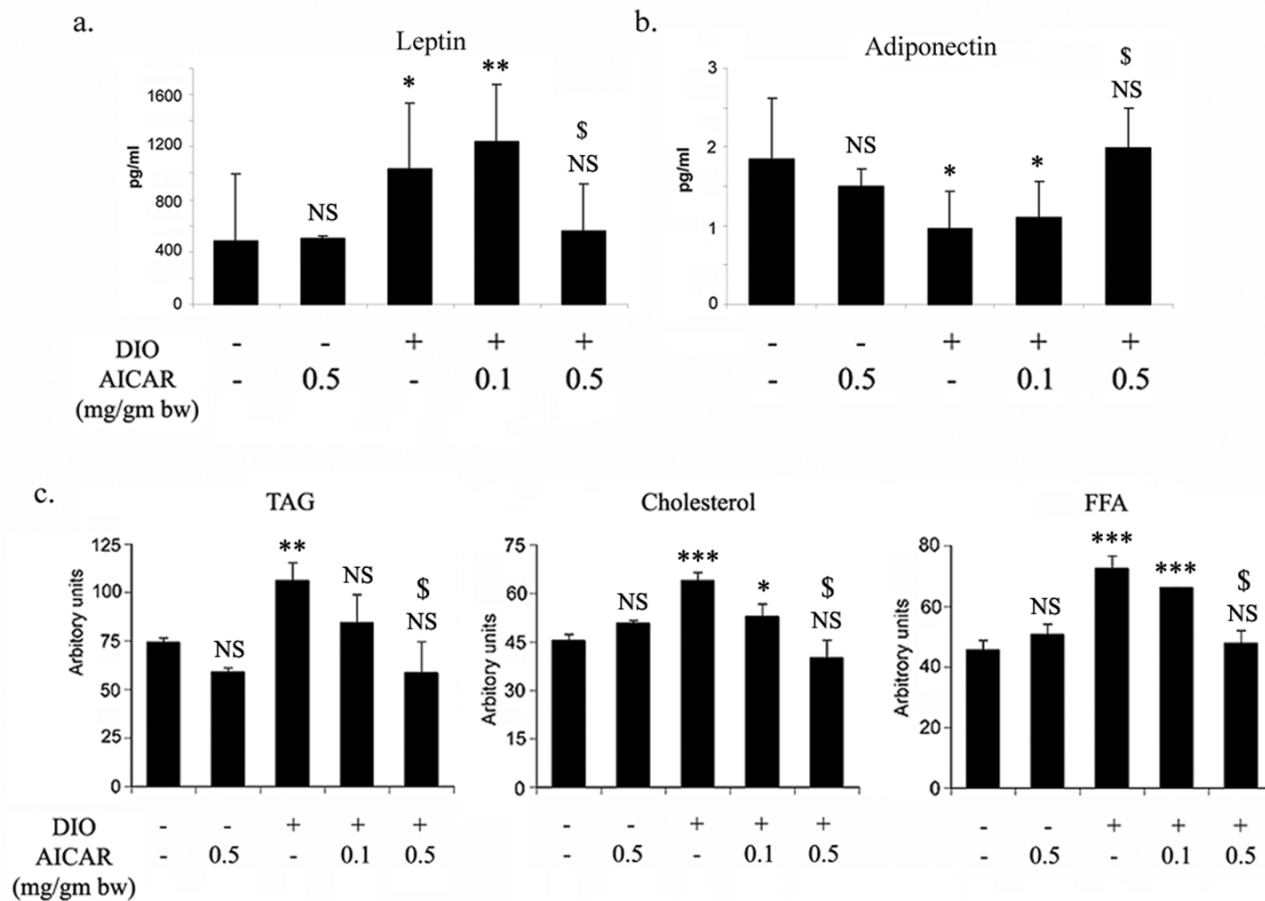 a.
Leptin
pg/ml
1600
1200
800
400
0
NS
*
**
$
NS
DIO - - + + +
AICAR - 0.5 - 0.1 0.5
(mg/gm bw)
b.
Adiponectin
pg/ml
3
2
1
0
NS
*
*
$
NS
- - + + +
- 0.5 - 0.1 0.5
c.
TAG
Arbitory units
125
100
75
50
25
0
NS
**
NS
$
NS
DIO - - + + +
AICAR - 0.5 - 0.1 0.5
(mg/gm bw)
Cholesterol
Arbitory units
75
60
45
30
15
0
NS
***
*
$
NS
- - + + +
- 0.5 - 0.1 0.5
FFA
Arbitrory units
80
60
40
20
0
NS
***
***
$
NS
- - + + +
- 0.5 - 0.1 0.5